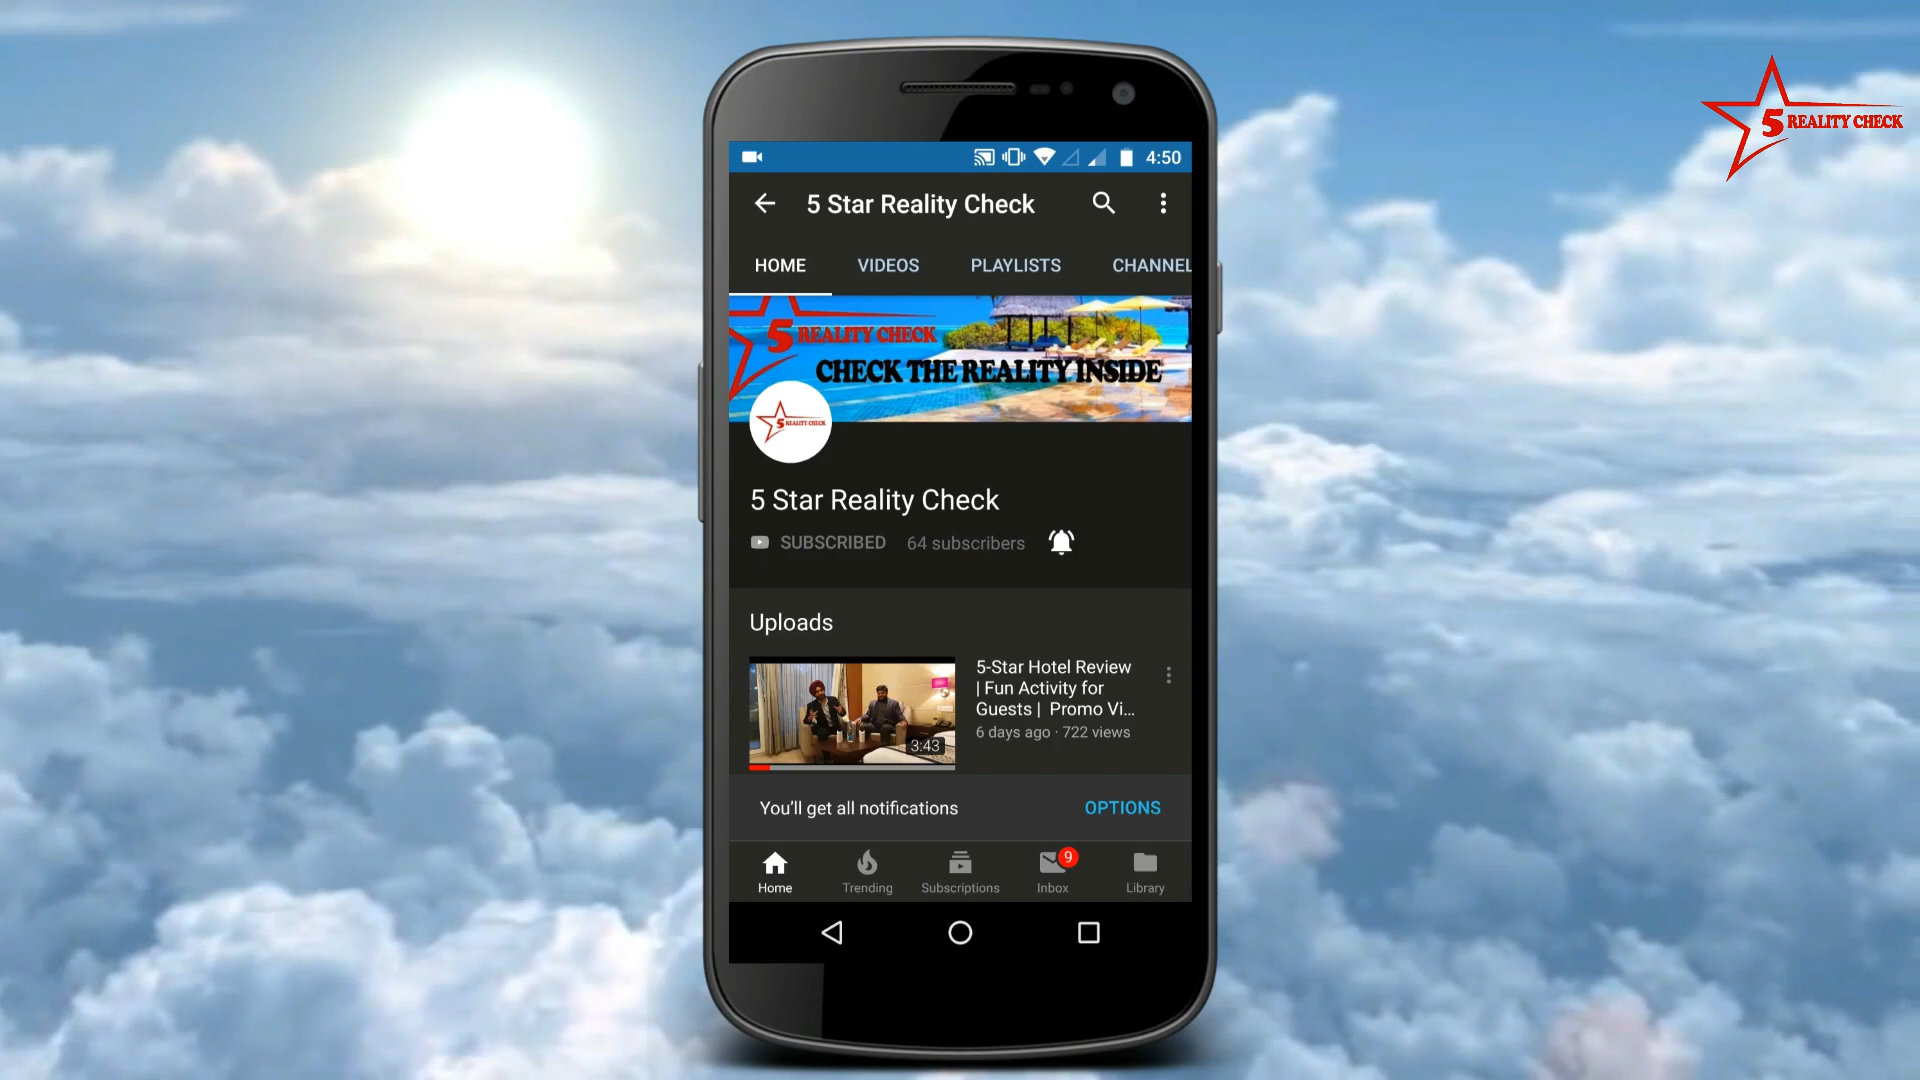 5 REALITY CHECK
4:50
5 Star Reality Check
HOME VIDEOS PLAYLISTS CHANNEL
5 REALITY CHECK
CHECK THE REALITY INSIDE
5 REALITY CHECK
5 Star Reality Check
SUBSCRIBED 64 subscribers
Uploads
5-Star Hotel Review
| Fun Activity for
Guests | Promo Vi...
6 days ago · 722 views
3:43
You'll get all notifications OPTIONS
9
Home Trending Subscriptions Inbox Library